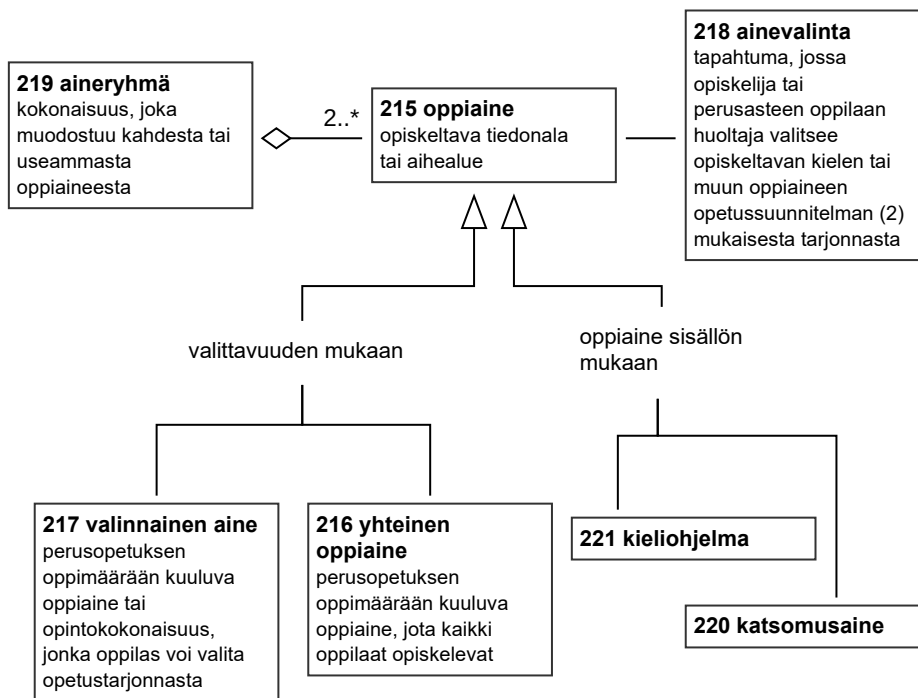 219 aineryhmä
kokonaisuus, joka
muodostuu kahdesta tai
useammasta
oppiaineesta
2..*
215 oppiaine
opiskeltava tiedonala
tai aihealue
218 ainevalinta
tapahtuma, jossa
opiskelija tai
perusasteen oppilaan
huoltaja valitsee
opiskeltavan kielen tai
muun oppiaineen
opetussuunnitelman (2)
mukaisesta tarjonnasta
valittavuuden mukaan
oppiaine sisällön
mukaan
217 valinnainen aine
perusopetuksen
oppimäärään kuuluva
oppiaine tai
opintokokonaisuus,
jonka oppilas voi valita
opetustarjonnasta
216 yhteinen
oppiaine
perusopetuksen
oppimäärään kuuluva
oppiaine, jota kaikki
oppilaat opiskelevat
221 kieliohjelma
220 katsomusaine